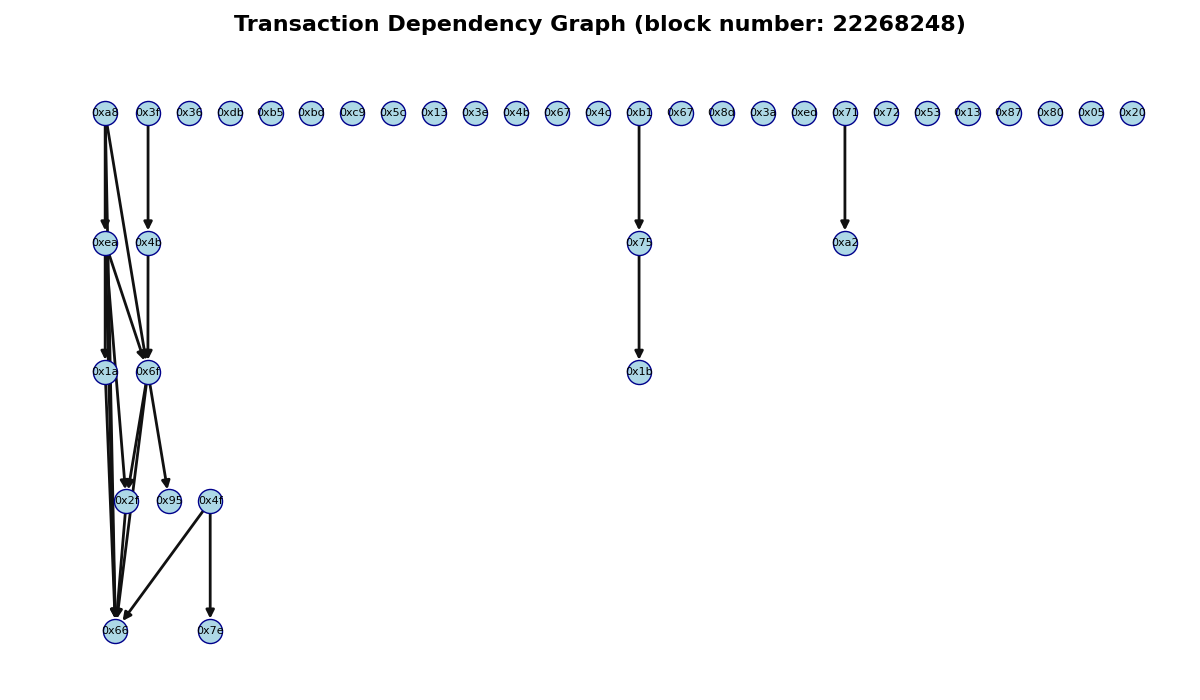 Transaction Dependency Graph (block number: 22268248)
0xa8 0x3f 0x36 0xdb 0xb5 0xbd 0xc9 0x5c 0x13 0x3e 0x4b 0x67 0x4c 0xb1 0x67 0x8d 0x3a 0xed 0x71 0x72 0x53 0x13 0x87 0x80 0x05 0x20
0xea 0x4b 0x75 0xa2
0x1a 0x6f 0x1b
0x2f 0x95 0x4f
0x66 0x7e